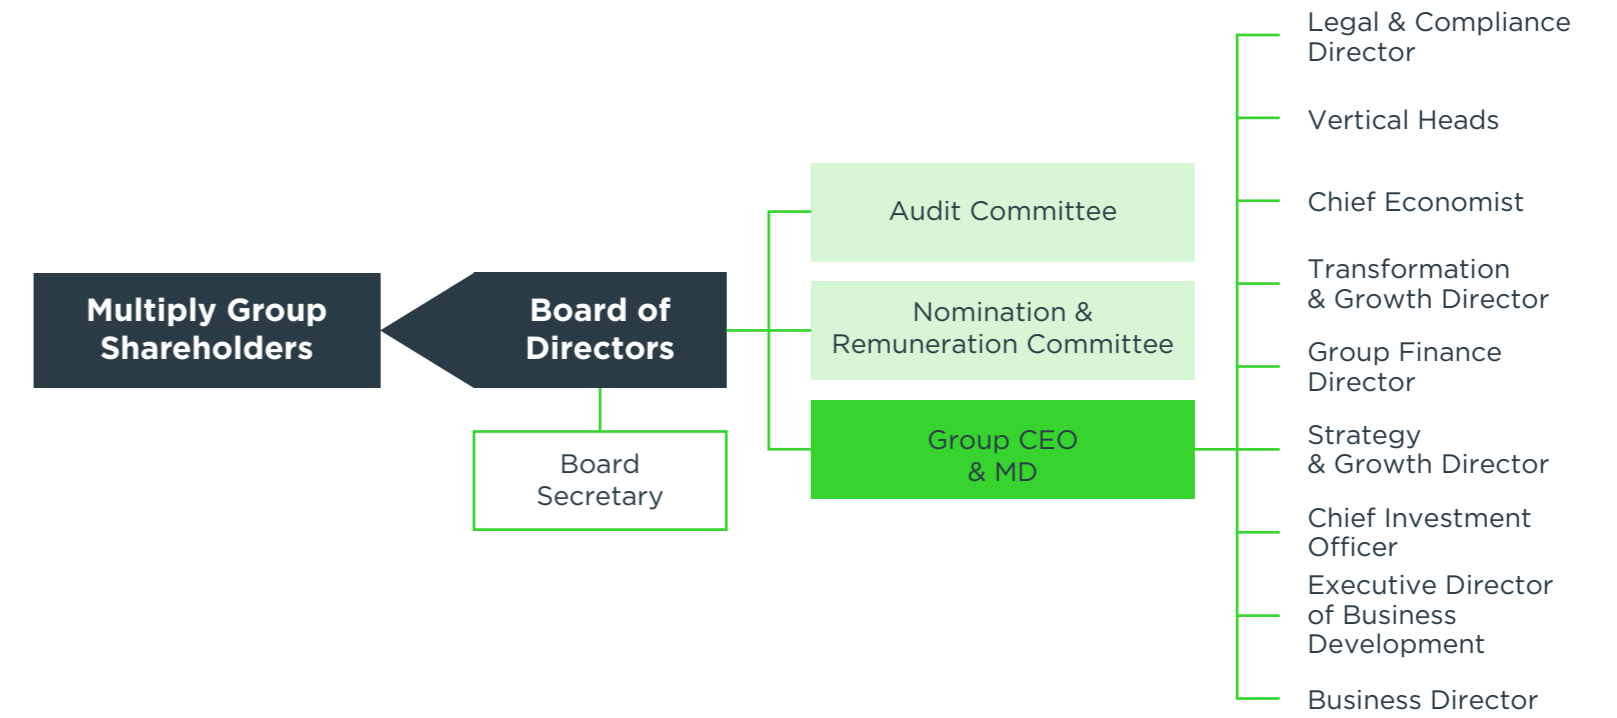 Multiply Group
Shareholders
Board of
Directors
Board
Secretary
Audit Committee
Nomination &
Remuneration Committee
Group CEO
& MD
Legal & Compliance
Director
Vertical Heads
Chief Economist
Transformation
& Growth Director
Group Finance
Director
Strategy
& Growth Director
Chief Investment
Officer
Executive Director
of Business
Development
Business Director